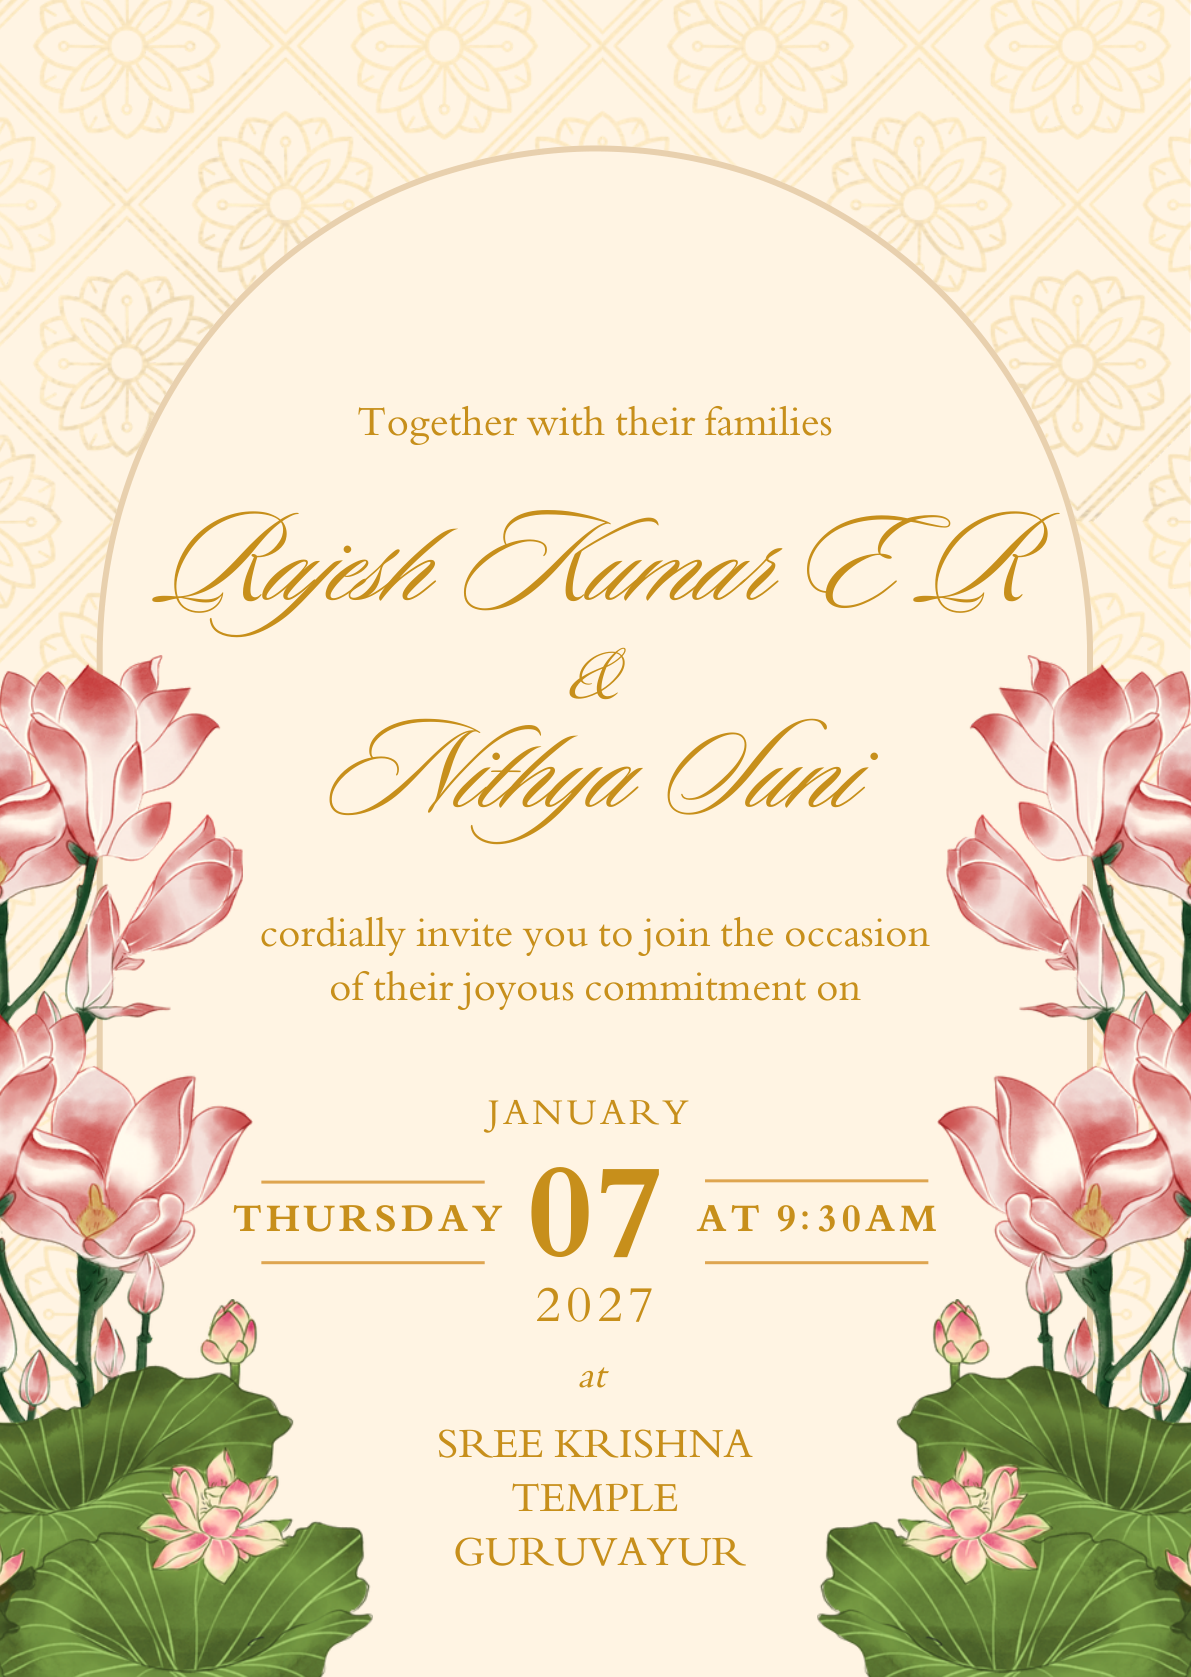 Together with their families
Rajesh Kumar E R
&
Nithya Suni
cordially invite you to join the occasion
of their joyous commitment on
JANUARY
THURSDAY 07 AT 9:30AM
2027
at
SREE KRISHNA
TEMPLE
GURUVAYUR